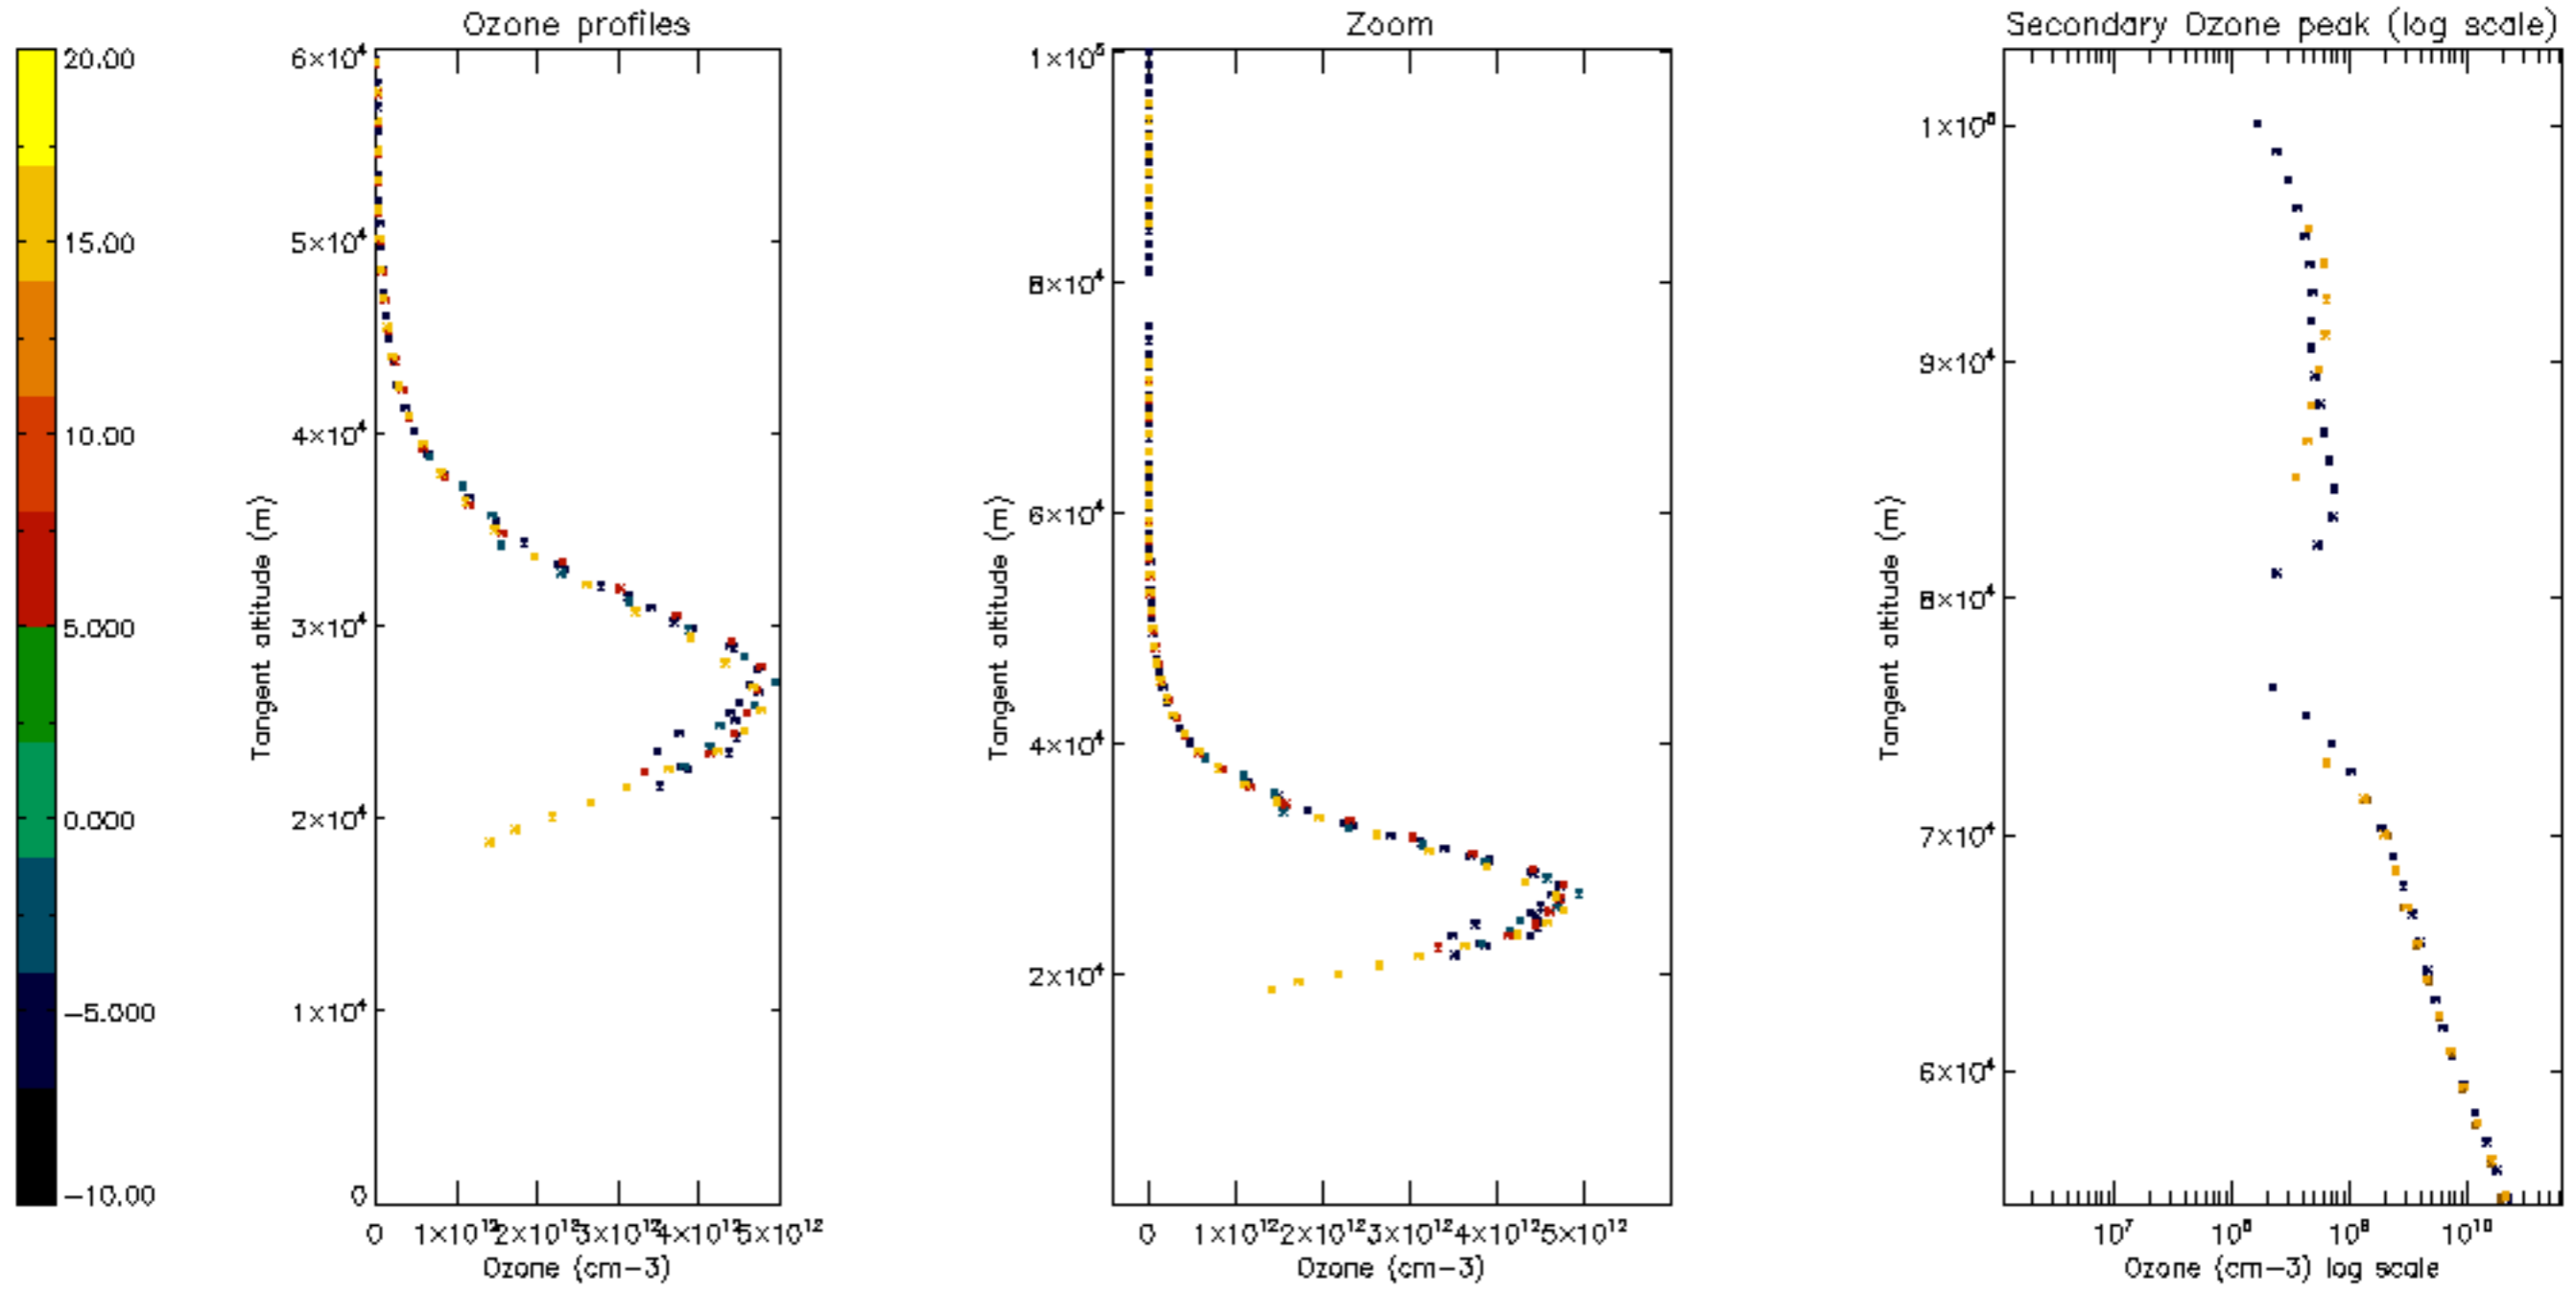 Ozone profiles
Zoom
Secondary Ozone peak (log scale)
20.00
15.00
10.00
5.000
0.000
−5.000
−10.00
6×10⁴
5×10⁴
4×10⁴
3×10⁴
2×10⁴
1×10⁴
0
Tangent altitude (m)
0 1×10¹² 2×10¹² 3×10¹² 4×10¹² 5×10¹²
Ozone (cm−3)
1×10⁵
8×10⁴
6×10⁴
4×10⁴
2×10⁴
Tangent altitude (m)
0 1×10¹² 2×10¹² 3×10¹² 4×10¹² 5×10¹²
Ozone (cm−3)
1×10⁵
9×10⁴
8×10⁴
7×10⁴
6×10⁴
Tangent altitude (m)
10⁷ 10⁸ 10⁹ 10¹⁰
Ozone (cm−3) log scale